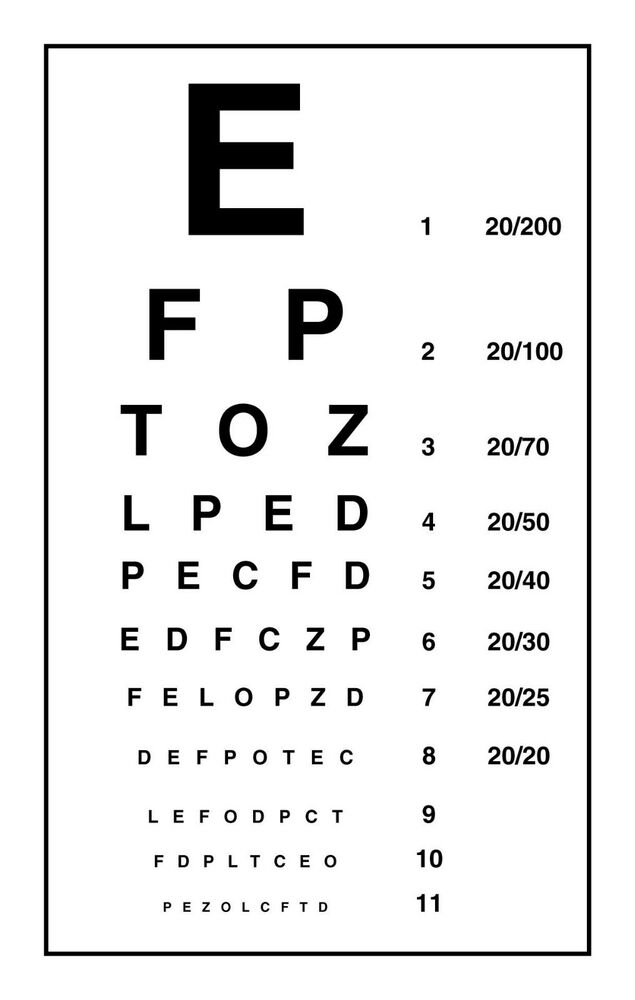 E 1 20/200
F P 2 20/100
T O Z 3 20/70
L P E D 4 20/50
P E C F D 5 20/40
E D F C Z P 6 20/30
F E L O P Z D 7 20/25
D E F P O T E C 8 20/20
L E F O D P C T 9
F D P L T C E O 10
P E Z O L C F T D 11